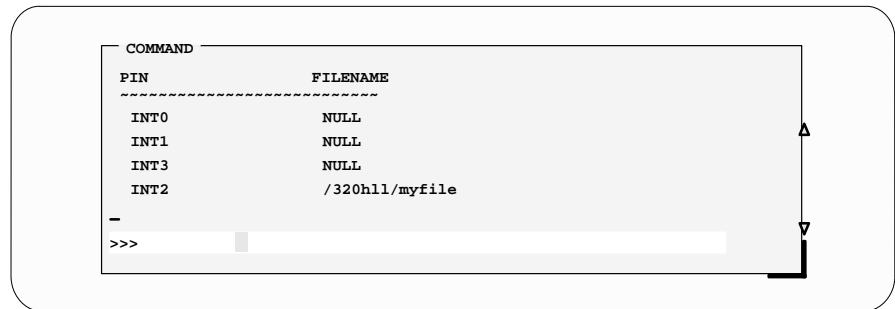 COMMAND
PIN FILENAME
~~~~~~~~~~~~~~~~~~~~~~~~~~~
INT0 NULL
INT1 NULL
INT3 NULL
INT2 /320hll/myfile
>>>